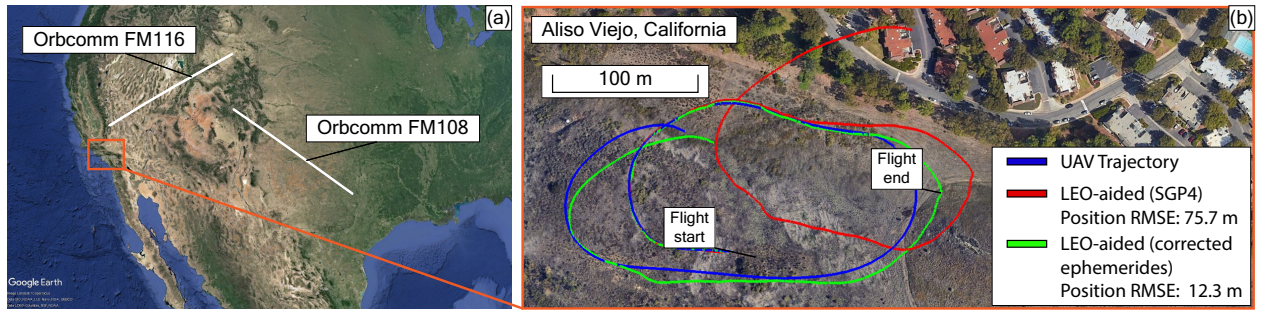 (a)
Orbcomm FM116
Orbcomm FM108
Google Earth
(b)
Aliso Viejo, California
100 m
Flight
end
Flight
start
UAV Trajectory
LEO-aided (SGP4)
Position RMSE: 75.7 m
LEO-aided (corrected
ephemerides)
Position RMSE: 12.3 m